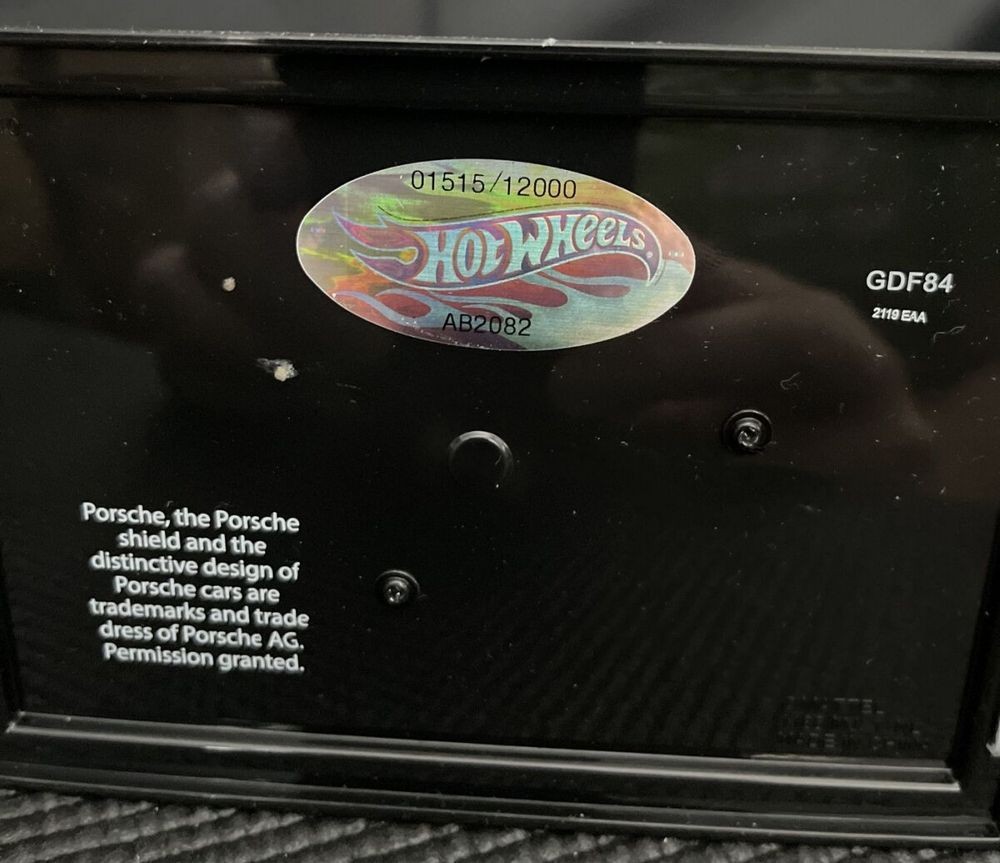 01515/12000
HOT WHEELS
AB2082
GDF84
2119 EAA
Porsche, the Porsche
shield and the
distinctive design of
Porsche cars are
trademarks and trade
dress of Porsche AG.
Permission granted.